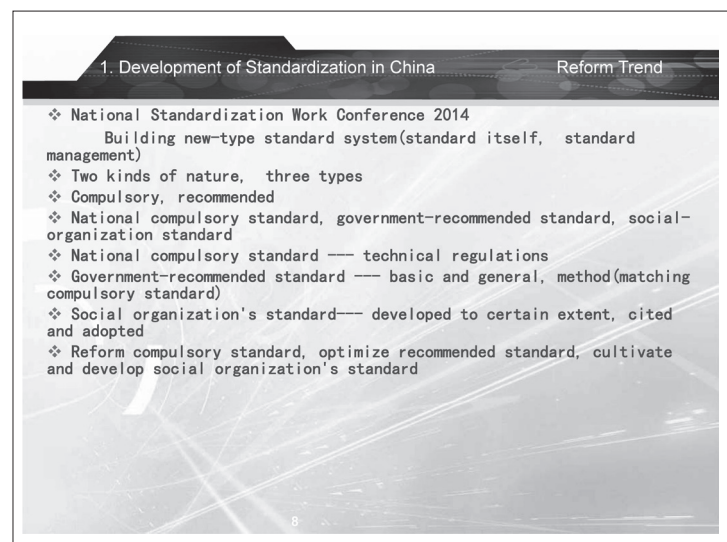 1. Development of Standardization in China Reform Trend
❖ National Standardization Work Conference 2014
Building new-type standard system(standard itself, standard
management)
❖ Two kinds of nature, three types
❖ Compulsory, recommended
❖ National compulsory standard, government-recommended standard, social-
organization standard
❖ National compulsory standard --- technical regulations
❖ Government-recommended standard --- basic and general, method(matching
compulsory standard)
❖ Social organization's standard--- developed to certain extent, cited
and adopted
❖ Reform compulsory standard, optimize recommended standard, cultivate
and develop social organization's standard
8